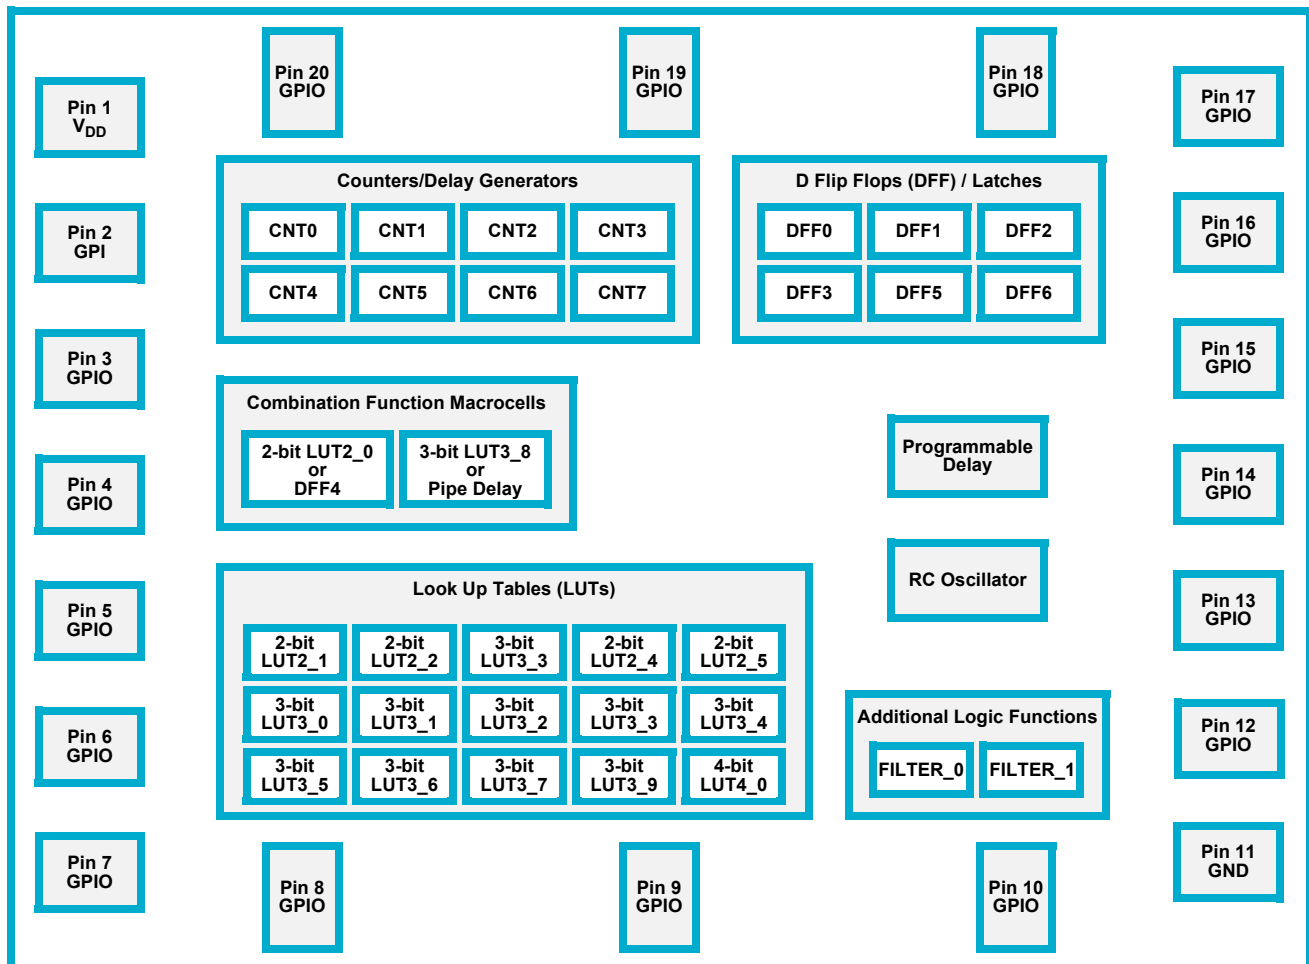 Pin 20
GPIO
Pin 19
GPIO
Pin 18
GPIO
Pin 1
VDD
Pin 2
GPI
Pin 3
GPIO
Pin 4
GPIO
Pin 5
GPIO
Pin 6
GPIO
Pin 7
GPIO
Counters/Delay Generators
CNT0 CNT1 CNT2 CNT3
CNT4 CNT5 CNT6 CNT7
D Flip Flops (DFF) / Latches
DFF0 DFF1 DFF2
DFF3 DFF5 DFF6
Combination Function Macrocells
2-bit LUT2_0
or
DFF4
3-bit LUT3_8
or
Pipe Delay
Programmable
Delay
RC Oscillator
Look Up Tables (LUTs)
2-bit 2-bit 3-bit 2-bit 2-bit
LUT2_1 LUT2_2 LUT3_3 LUT2_4 LUT2_5
3-bit 3-bit 3-bit 3-bit 3-bit
LUT3_0 LUT3_1 LUT3_2 LUT3_3 LUT3_4
3-bit 3-bit 3-bit 3-bit 4-bit
LUT3_5 LUT3_6 LUT3_7 LUT3_9 LUT4_0
Additional Logic Functions
FILTER_0 FILTER_1
Pin 17
GPIO
Pin 16
GPIO
Pin 15
GPIO
Pin 14
GPIO
Pin 13
GPIO
Pin 12
GPIO
Pin 11
GND
Pin 8
GPIO
Pin 9
GPIO
Pin 10
GPIO